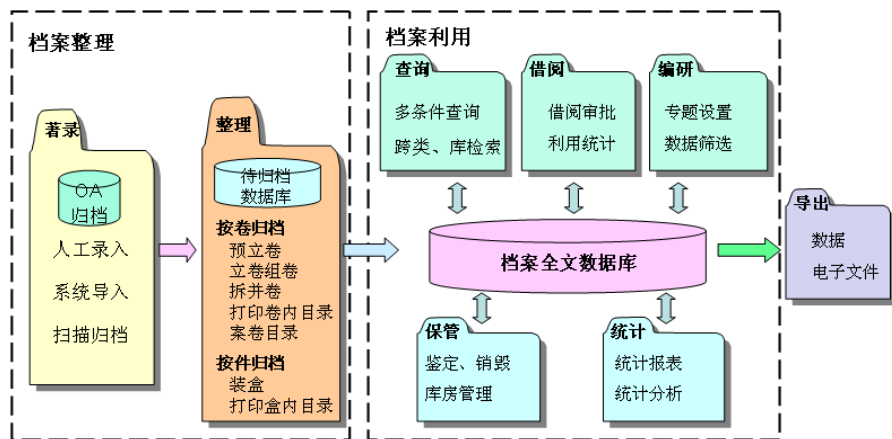 档案整理
著录
OA
归档
人工录入
系统导入
扫描归档
整理
待归档
数据库
按卷归档
预立卷
立卷组卷
拆并卷
打印卷内目录
案卷目录
按件归档
装盒
打印盒内目录
档案利用
查询
多条件查询
跨类、库检索
借阅
借阅审批
利用统计
编研
专题设置
数据筛选
档案全文数据库
保管
鉴定、销毁
库房管理
统计
统计报表
统计分析
导出
数据
电子文件